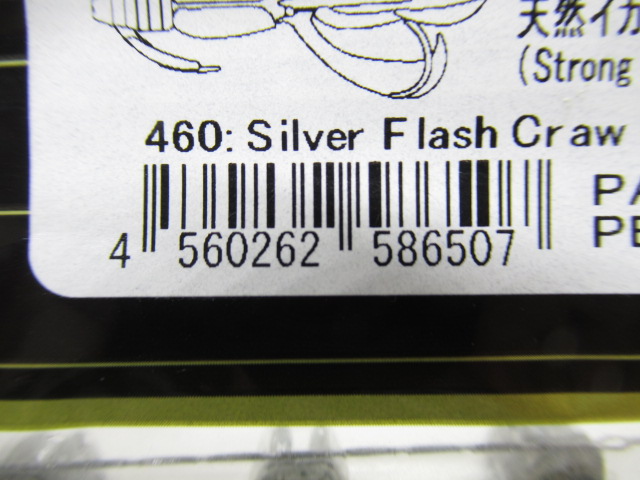 天然イカ
(Strong
460: Silver Flash Craw
4 560262 586507
PA
PE